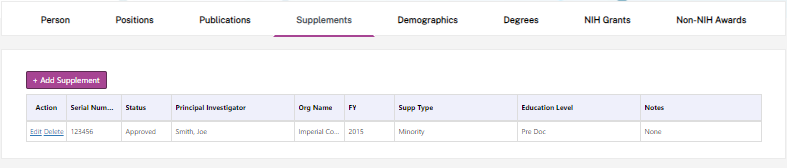 Person Positions Publications Supplements Demographics Degrees NIH Grants Non-NIH Awards
+ Add Supplement
Action Serial Num... Status Principal Investigator Org Name FY Supp Type Education Level Notes
Edit Delete 123456 Approved Smith, Joe Imperial Co... 2015 Minority Pre Doc None